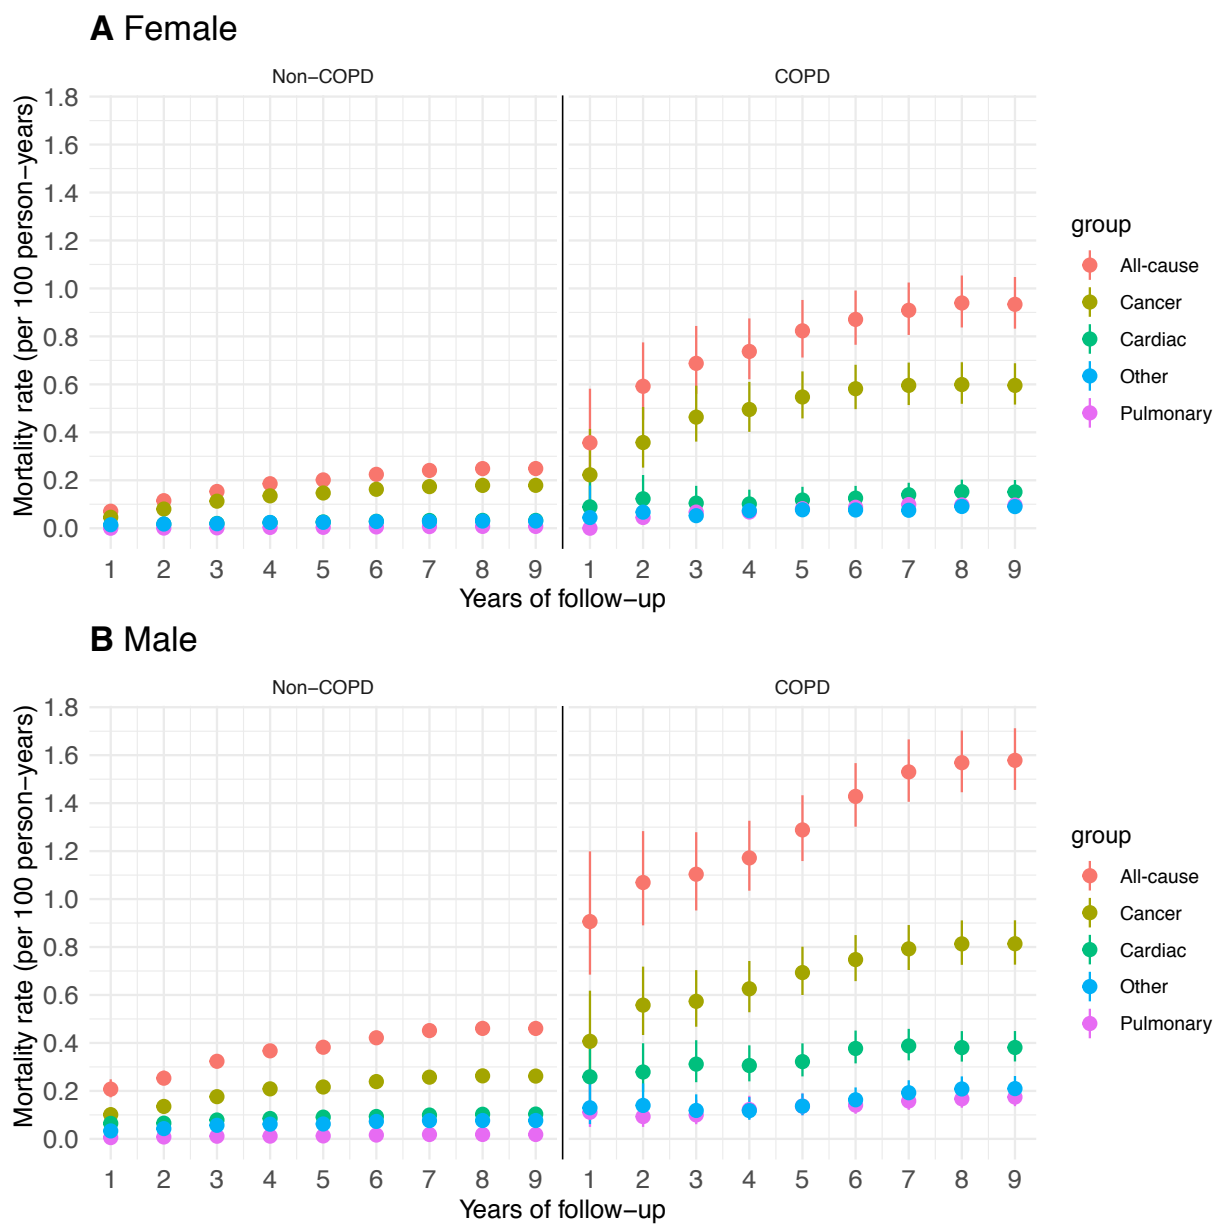 A Female
Non−COPD
COPD
Mortality rate (per 100 person−years)
1.8
1.6
1.4
1.2
1.0
0.8
0.6
0.4
0.2
0.0
1 2 3 4 5 6 7 8 9
1 2 3 4 5 6 7 8 9
Years of follow−up
group
All-cause
Cancer
Cardiac
Other
Pulmonary
B Male
Non−COPD
COPD
Mortality rate (per 100 person−years)
1.8
1.6
1.4
1.2
1.0
0.8
0.6
0.4
0.2
0.0
1 2 3 4 5 6 7 8 9
1 2 3 4 5 6 7 8 9
Years of follow−up
group
All-cause
Cancer
Cardiac
Other
Pulmonary